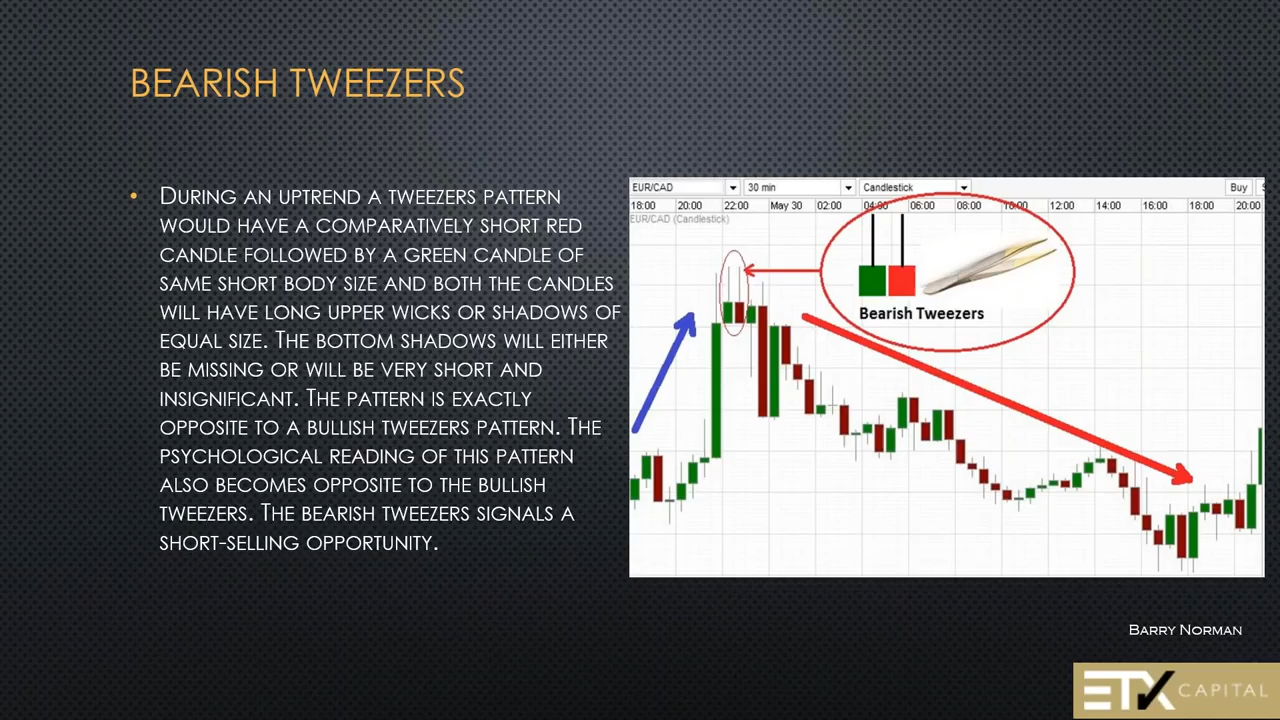 BEARISH TWEEZERS
• DURING AN UPTREND A TWEEZERS PATTERN
WOULD HAVE A COMPARATIVELY SHORT RED
CANDLE FOLLOWED BY A GREEN CANDLE OF
SAME SHORT BODY SIZE AND BOTH THE CANDLES
WILL HAVE LONG UPPER WICKS OR SHADOWS OF
EQUAL SIZE. THE BOTTOM SHADOWS WILL EITHER
BE MISSING OR WILL BE VERY SHORT AND
INSIGNIFICANT. THE PATTERN IS EXACTLY
OPPOSITE TO A BULLISH TWEEZERS PATTERN. THE
PSYCHOLOGICAL READING OF THIS PATTERN
ALSO BECOMES OPPOSITE TO THE BULLISH
TWEEZERS. THE BEARISH TWEEZERS SIGNALS A
SHORT-SELLING OPPORTUNITY.
EUR/CAD 30 min Candlestick Buy S
18:00 20:00 22:00 May 30 02:00 04:00 06:00 08:00 10:00 12:00 14:00 16:00 18:00 20:00
EUR/CAD (Candlestick)
Bearish Tweezers
BARRY NORMAN
ETX CAPITAL